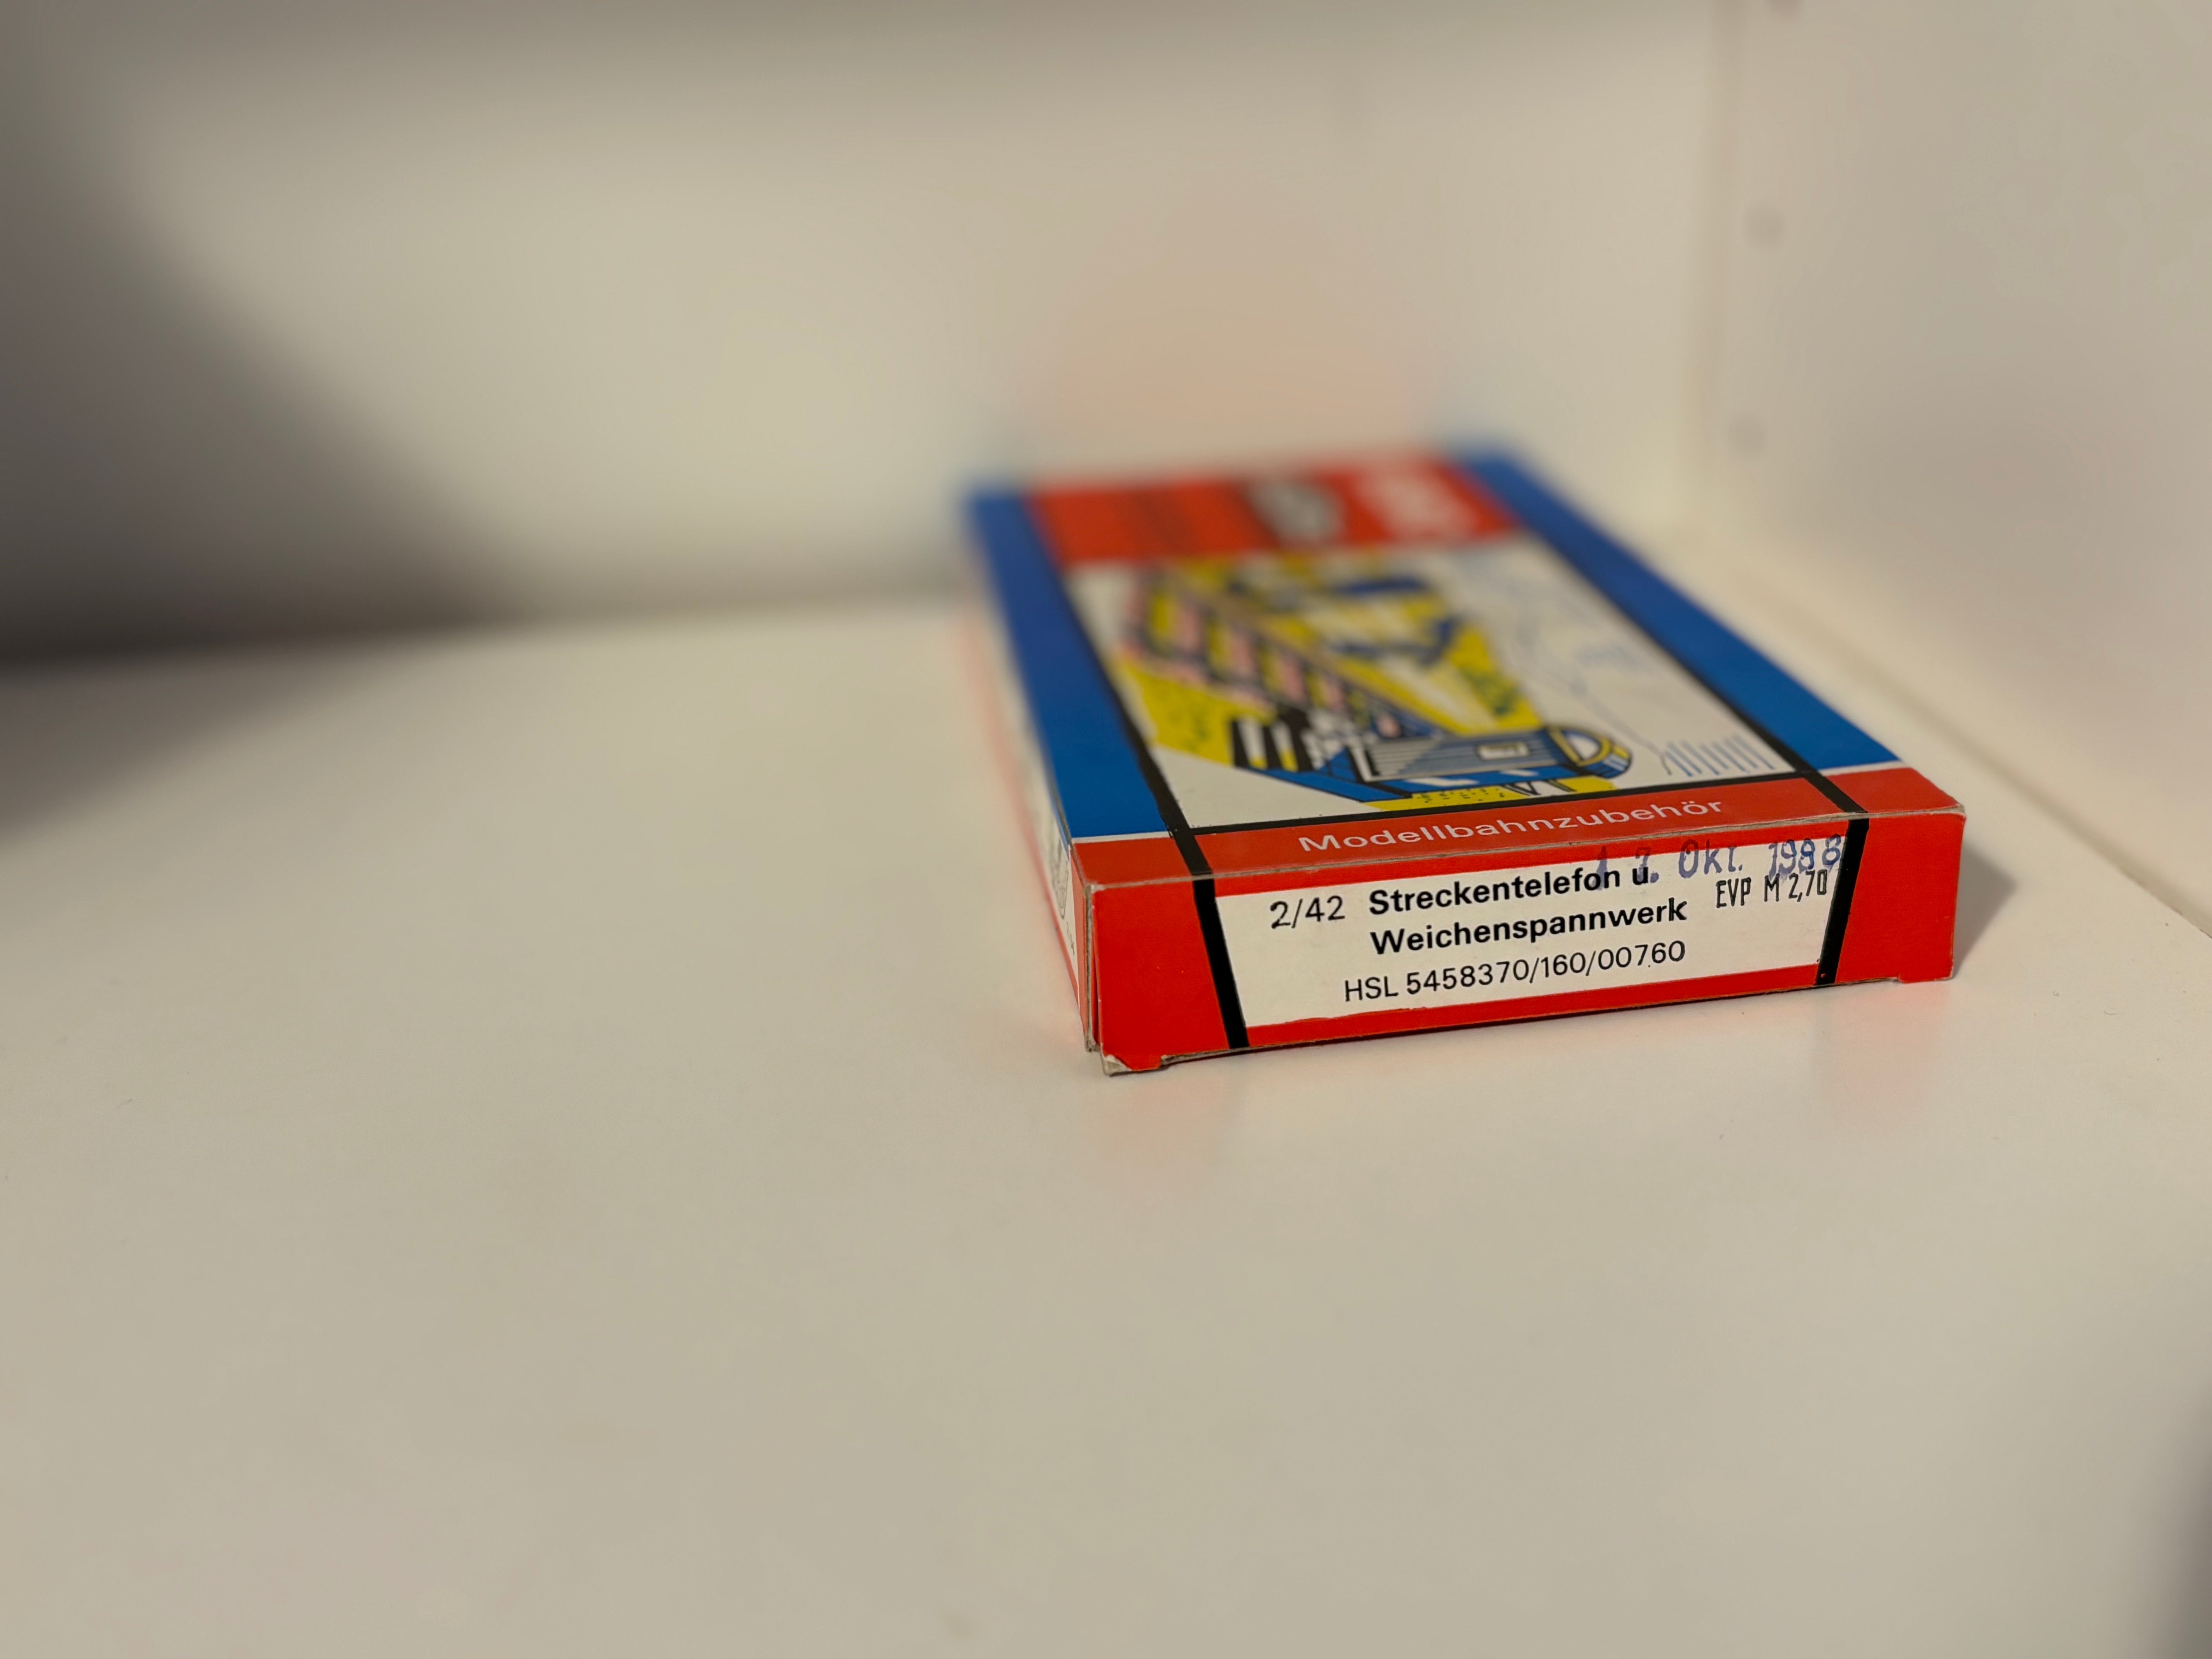 Modellbahnzubehör
Okt. 1988
2/42 Streckentelefon u. EVP M 2,70
Weichenspannwerk
HSL 5458370/160/00760